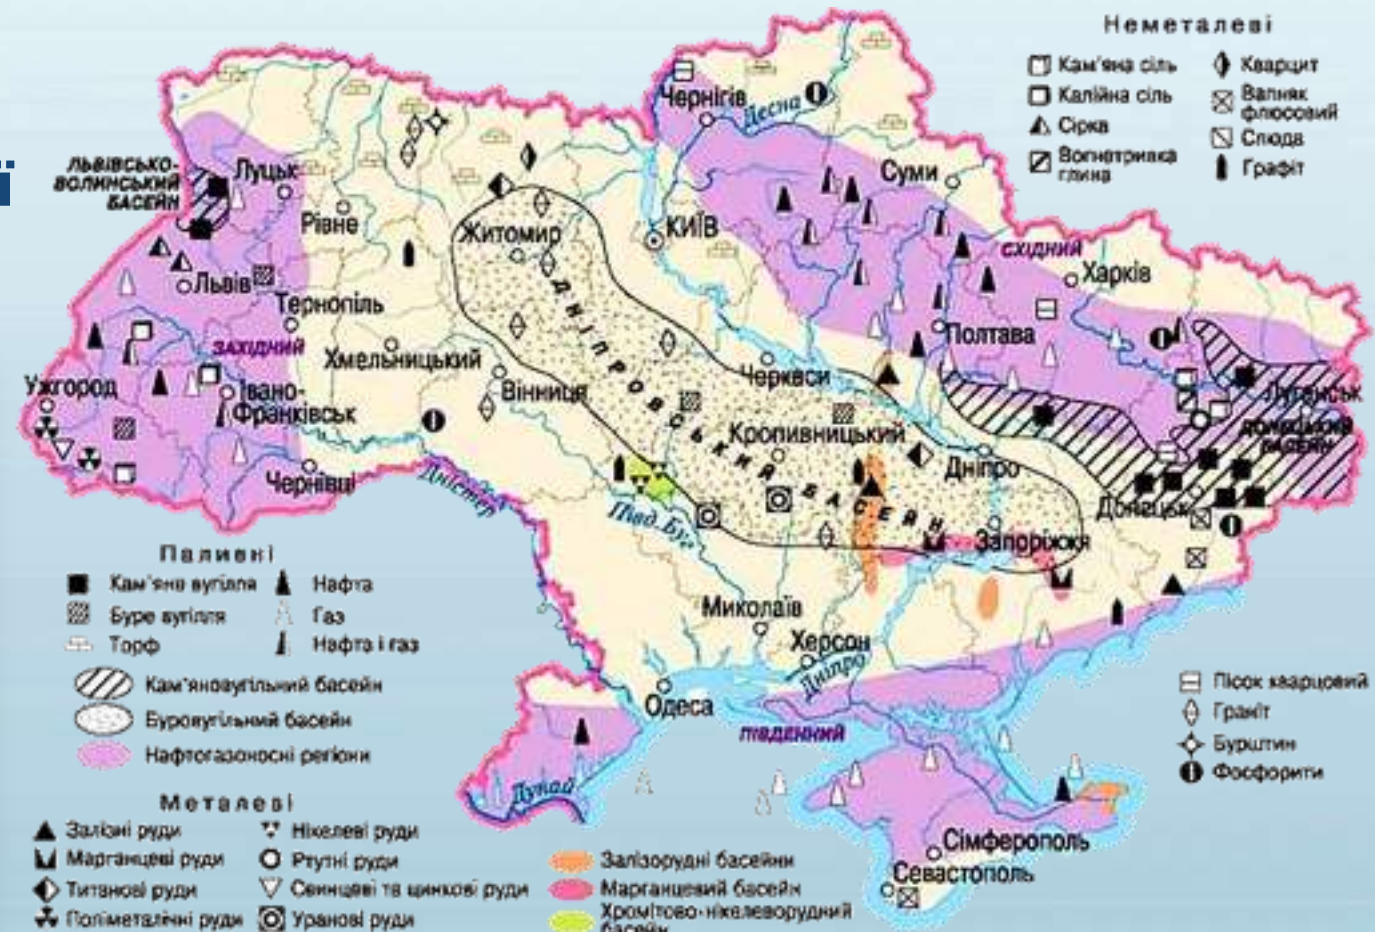 Неметалеві
Кам'яна сіль
Калійна сіль
Сірка
Вогнетривка
глина
Кварцит
Вапняк
флюсовий
Слюда
Графіт
Ї
Чернігів
Десна
ЛЬВІВСЬКО-
ВОЛИНСЬКИЙ
БАСЕЙН
Луцьк
Рівне
Житомир
КИЇВ
Суми
СХІДНИЙ
Харків
Львів
Тернопіль
ЗАХІДНИЙ
Хмельницький
Полтава
Ужгород
Івано-
Франківськ
Вінниця
Черкаси
Луганськ
ДОНЕЦЬКИЙ
БАСЕЙН
ДНІПРОВСЬКИЙ БАСЕЙН
Кропивницький
Дніпро
Чернівці
Дністер
Півд. Буг
Донецьк
Запоріжжя
Миколаїв
Херсон
Дніпро
Одеса
ПІВДЕННИЙ
Дунай
Сімферополь
Севастополь
Паливні
Кам'яне вугілля
Буре вугілля
Торф
Нафта
Газ
Нафта і газ
Кам'яновугільний басейн
Буровугільний басейн
Нафтогазоносні регіони
Металеві
Залізні руди
Марганцеві руди
Титанові руди
Поліметалічні руди
Нікелеві руди
Ртутні руди
Свинцеві та цинкові руди
Уранові руди
Залізорудні басейни
Марганцевий басейн
Хромітово-нікелеворудний
басейн
Пісок кварцовий
Граніт
Бурштин
Фосфорити